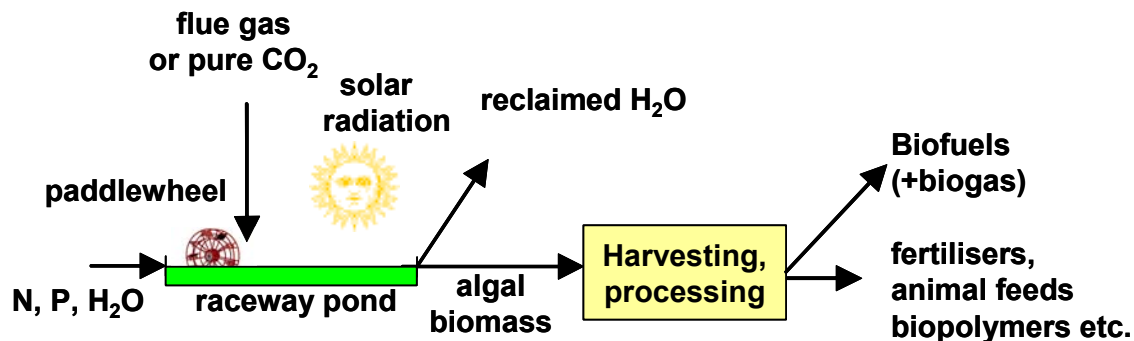 flue gas
or pure CO₂
solar
radiation
reclaimed H₂O
Biofuels
(+biogas)
paddlewheel
Harvesting,
processing
fertilisers,
animal feeds
biopolymers etc.
N, P, H₂O
raceway pond
algal
biomass